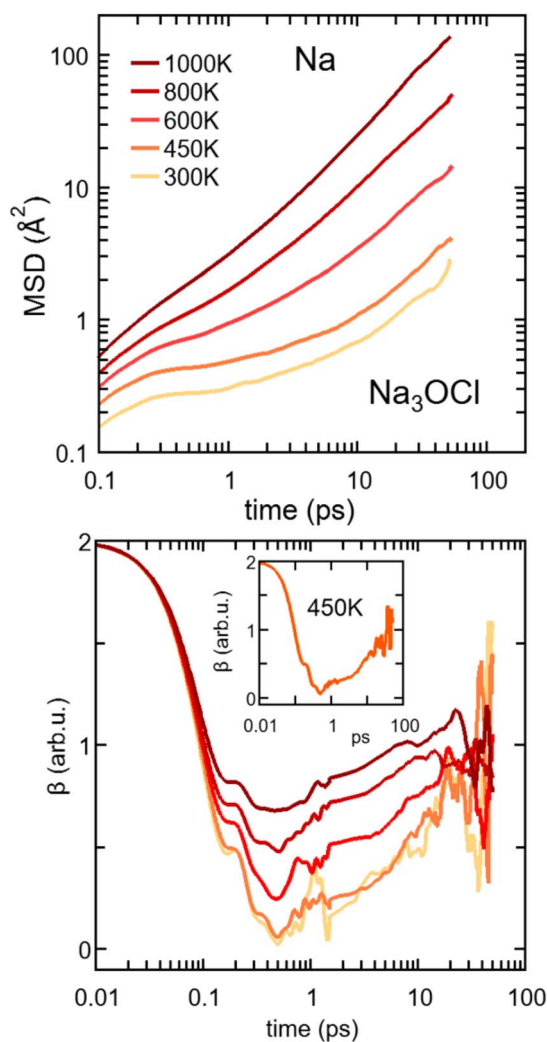 100
10
1
0.1
MSD (Å²)
Na
1000K
800K
600K
450K
300K
Na₃OCl
0.1
1
10
100
time (ps)
2
1
0
β (arb.u.)
2
1
0
β (arb.u.)
450K
0.01
1
100
ps
0.01
0.1
1
10
100
time (ps)